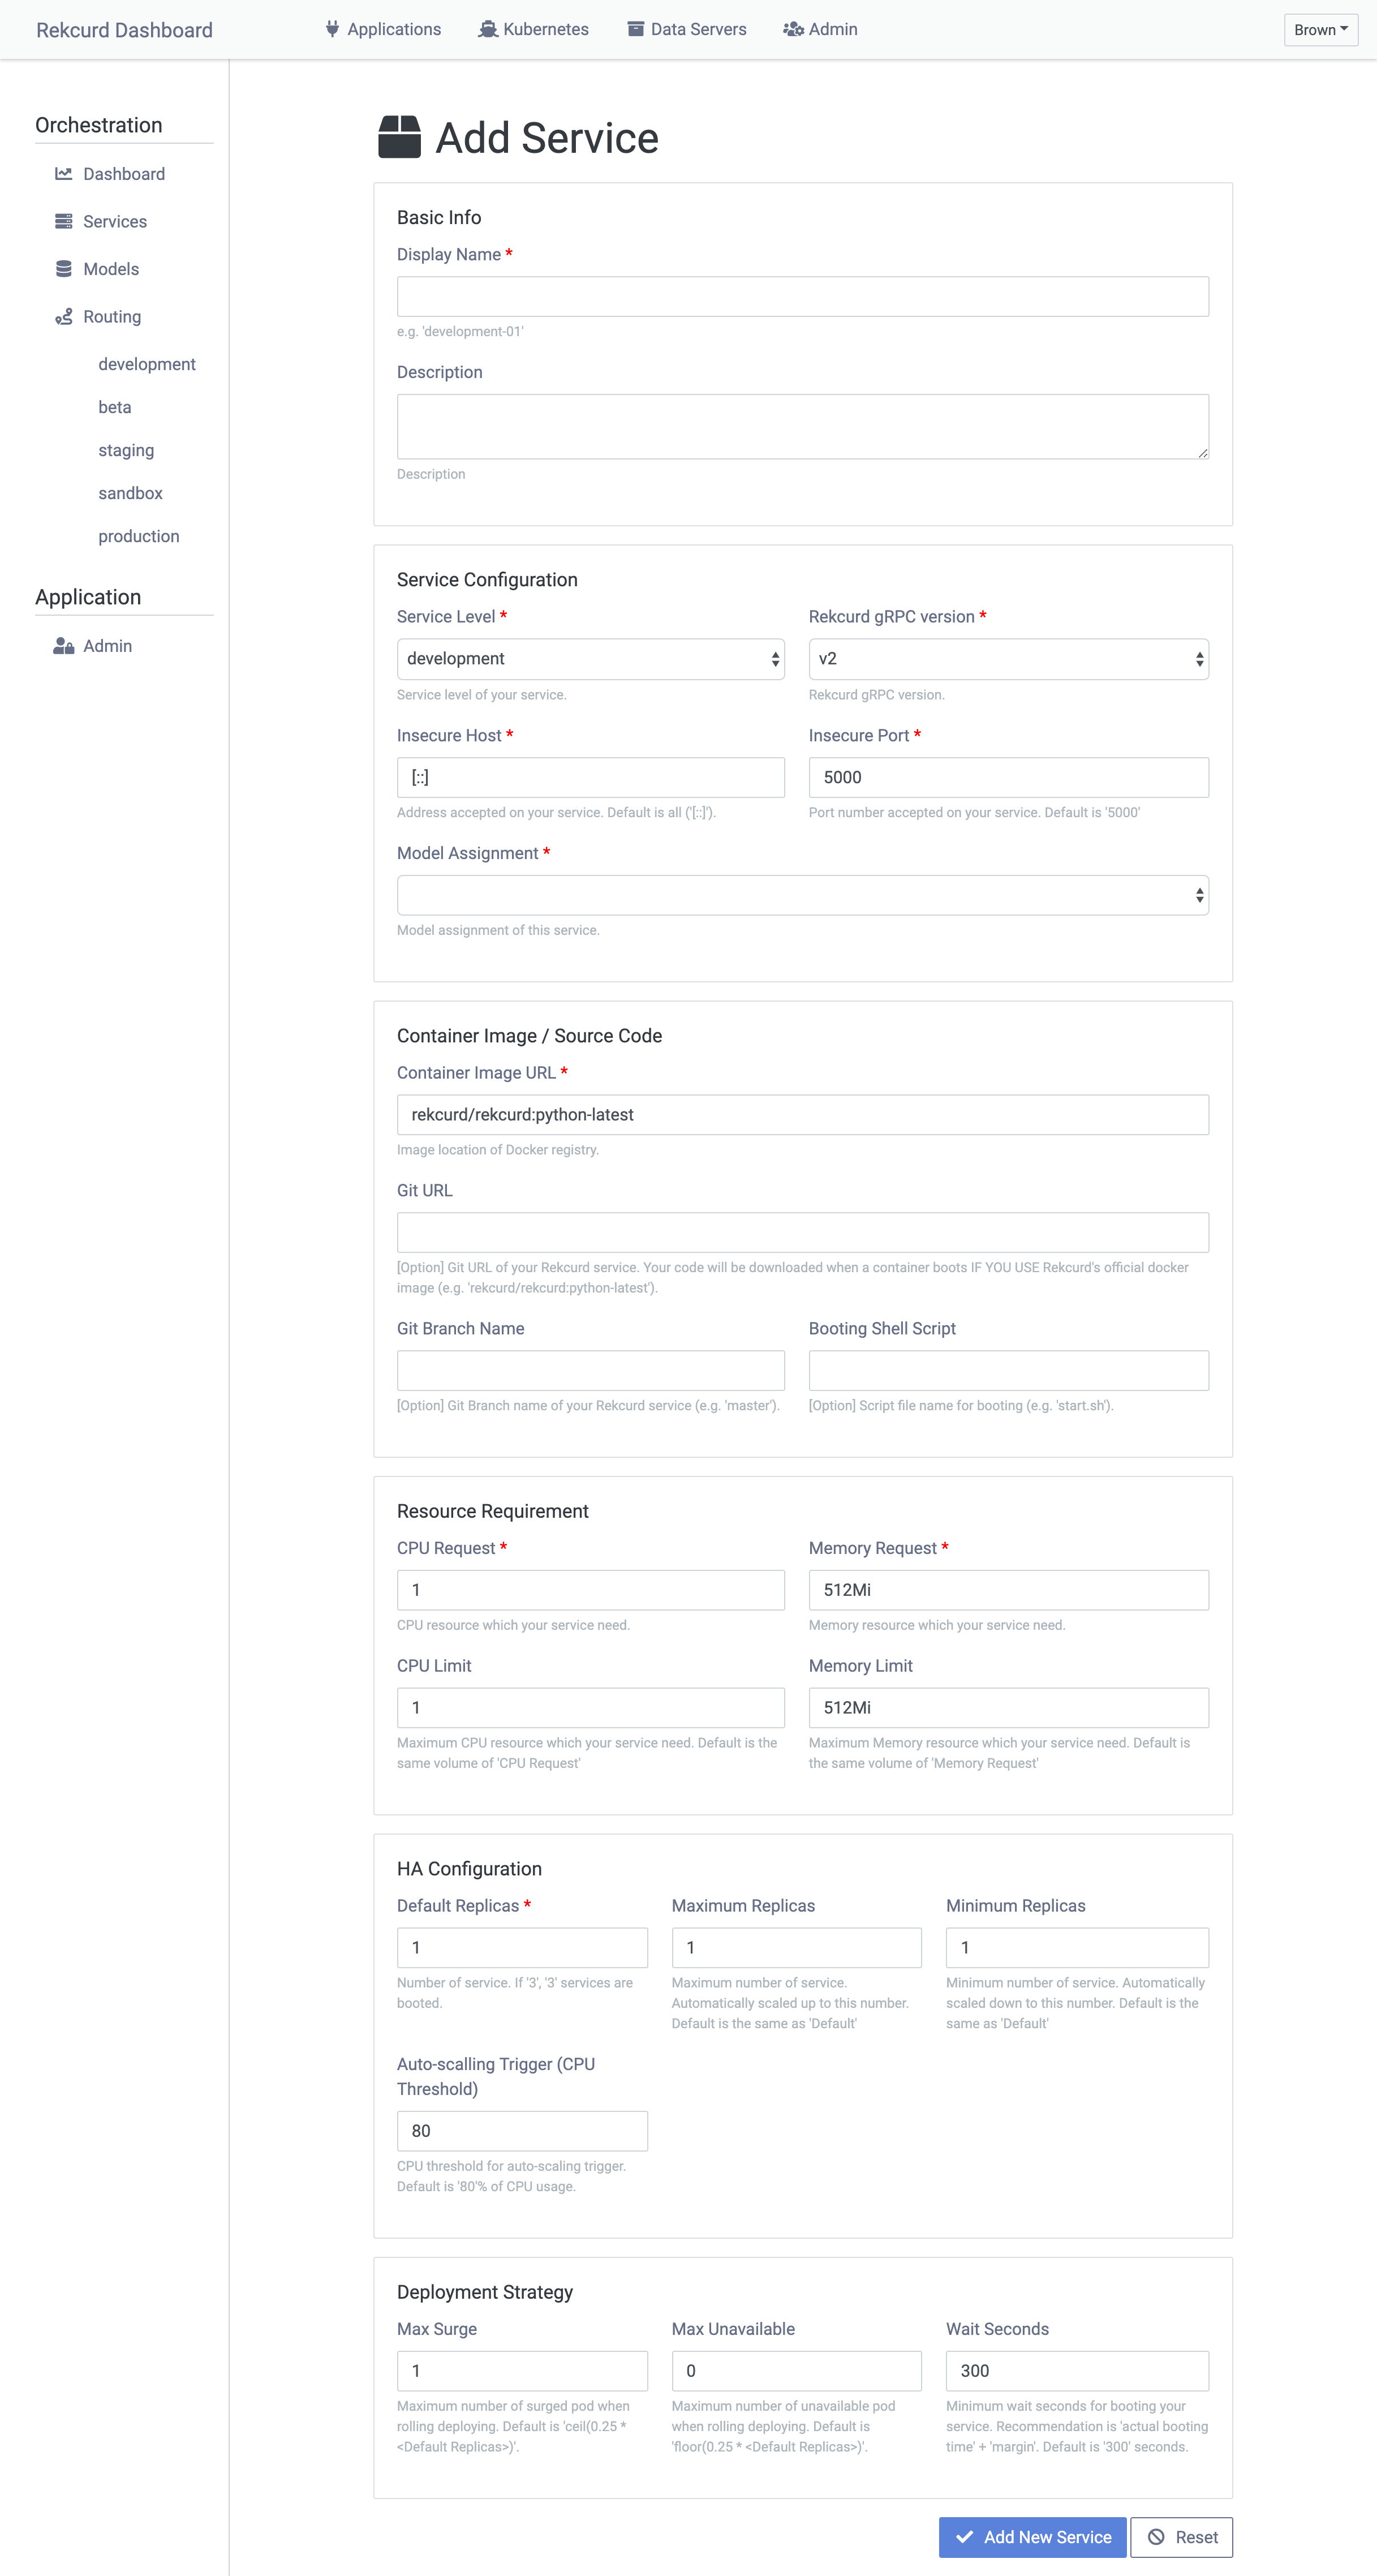 Rekcurd Dashboard
Applications
Kubernetes
Data Servers
Admin
Brown
Orchestration
Dashboard
Services
Models
Routing
development
beta
staging
sandbox
production
Application
Admin
Add Service
Basic Info
Display Name *
e.g. 'development-01'
Description
Description
Service Configuration
Service Level *
Rekcurd gRPC version *
development
v2
Service level of your service.
Rekcurd gRPC version.
Insecure Host *
Insecure Port *
[::]
5000
Address accepted on your service. Default is all ('[::]').
Port number accepted on your service. Default is '5000'
Model Assignment *
Model assignment of this service.
Container Image / Source Code
Container Image URL *
rekcurd/rekcurd:python-latest
Image location of Docker registry.
Git URL
[Option] Git URL of your Rekcurd service. Your code will be downloaded when a container boots IF YOU USE Rekcurd's official docker
image (e.g. 'rekcurd/rekcurd:python-latest').
Git Branch Name
Booting Shell Script
[Option] Git Branch name of your Rekcurd service (e.g. 'master').
[Option] Script file name for booting (e.g. 'start.sh').
Resource Requirement
CPU Request *
Memory Request *
1
512Mi
CPU resource which your service need.
Memory resource which your service need.
CPU Limit
Memory Limit
1
512Mi
Maximum CPU resource which your service need. Default is the
same volume of 'CPU Request'
Maximum Memory resource which your service need. Default is
the same volume of 'Memory Request'
HA Configuration
Default Replicas *
Maximum Replicas
Minimum Replicas
1
1
1
Number of service. If '3', '3' services are
booted.
Maximum number of service.
Automatically scaled up to this number.
Default is the same as 'Default'
Minimum number of service. Automatically
scaled down to this number. Default is the
same as 'Default'
Auto-scalling Trigger (CPU
Threshold)
80
CPU threshold for auto-scaling trigger.
Default is '80'% of CPU usage.
Deployment Strategy
Max Surge
Max Unavailable
Wait Seconds
1
0
300
Maximum number of surged pod when
rolling deploying. Default is 'ceil(0.25 *
<Default Replicas>)'.
Maximum number of unavailable pod
when rolling deploying. Default is
'floor(0.25 * <Default Replicas>)'.
Minimum wait seconds for booting your
service. Recommendation is 'actual booting
time' + 'margin'. Default is '300' seconds.
Add New Service
Reset